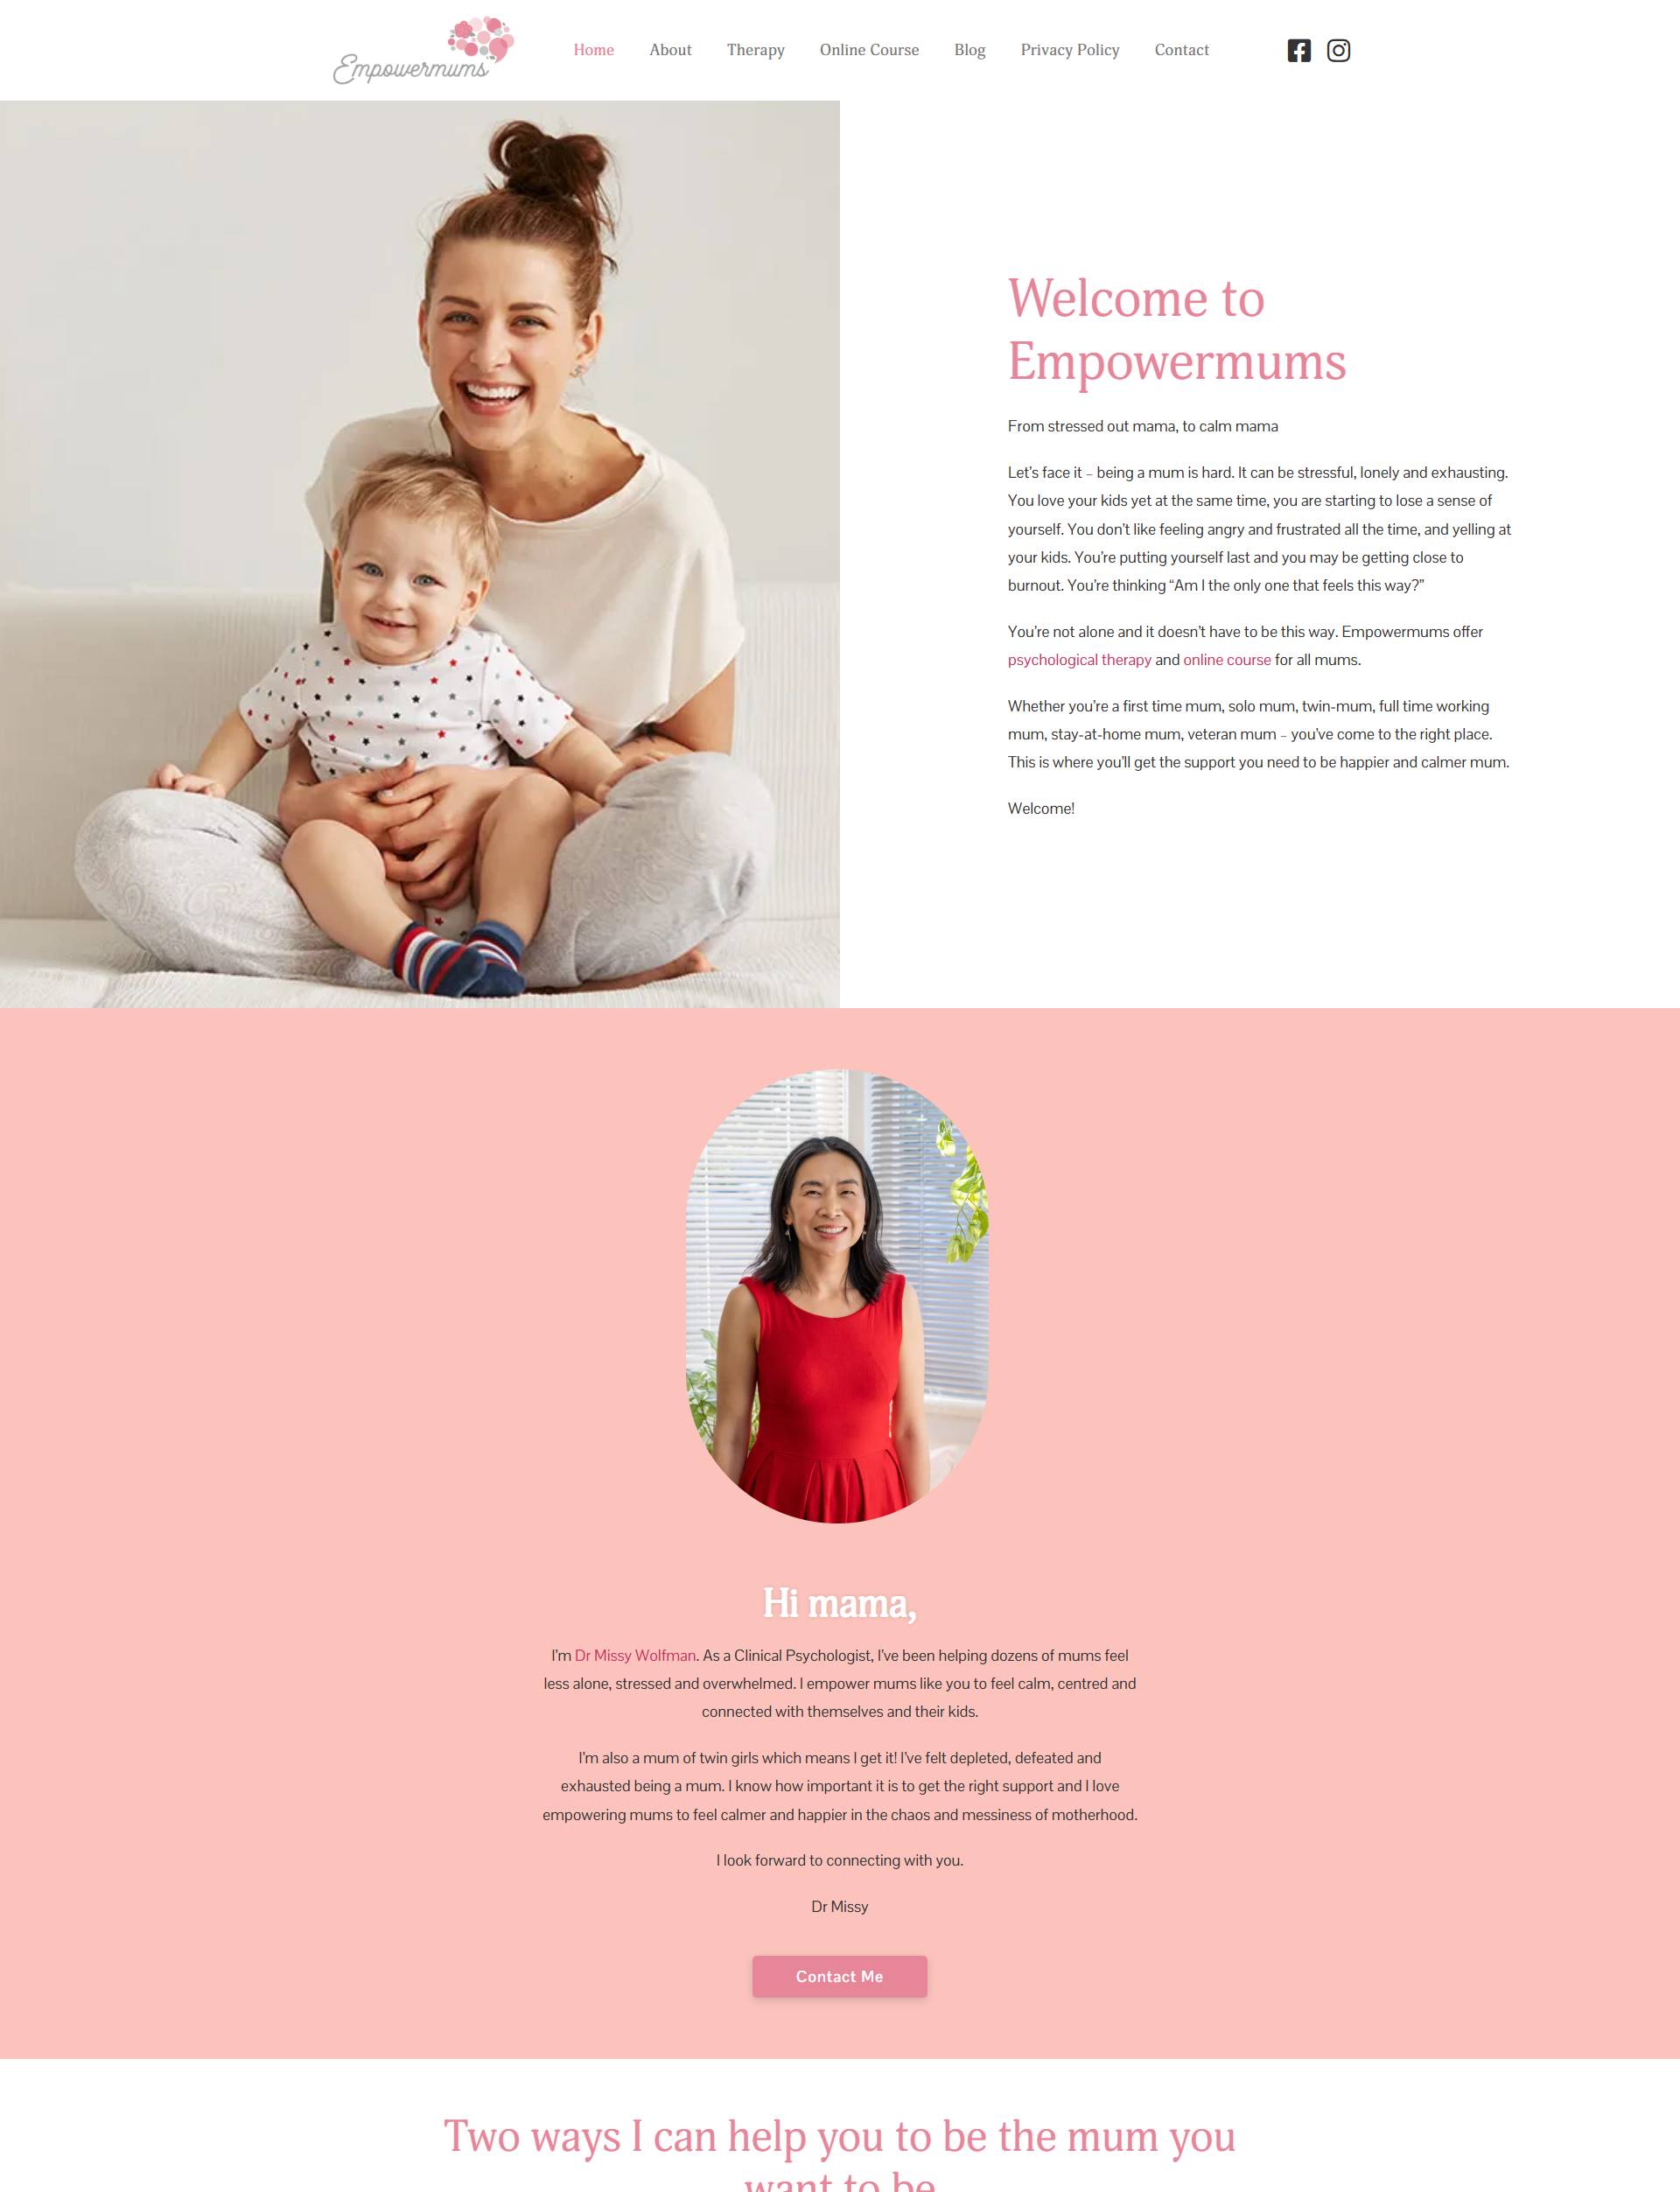 Empowermums
Home About Therapy Online Course Blog Privacy Policy Contact
Welcome to
Empowermums
From stressed out mama, to calm mama
Let’s face it – being a mum is hard. It can be stressful, lonely and exhausting.
You love your kids yet at the same time, you are starting to lose a sense of
yourself. You don’t like feeling angry and frustrated all the time, and yelling at
your kids. You’re putting yourself last and you may be getting close to
burnout. You’re thinking “Am I the only one that feels this way?”
You’re not alone and it doesn’t have to be this way. Empowermums offer
psychological therapy and online course for all mums.
Whether you’re a first time mum, solo mum, twin-mum, full time working
mum, stay-at-home mum, veteran mum – you’ve come to the right place.
This is where you’ll get the support you need to be happier and calmer mum.
Welcome!
Hi mama,
I’m Dr Missy Wolfman. As a Clinical Psychologist, I’ve been helping dozens of mums feel
less alone, stressed and overwhelmed. I empower mums like you to feel calm, centred and
connected with themselves and their kids.
I’m also a mum of twin girls which means I get it! I’ve felt depleted, defeated and
exhausted being a mum. I know how important it is to get the right support and I love
empowering mums to feel calmer and happier in the chaos and messiness of motherhood.
I look forward to connecting with you.
Dr Missy
Contact Me
Two ways I can help you to be the mum you
want to be